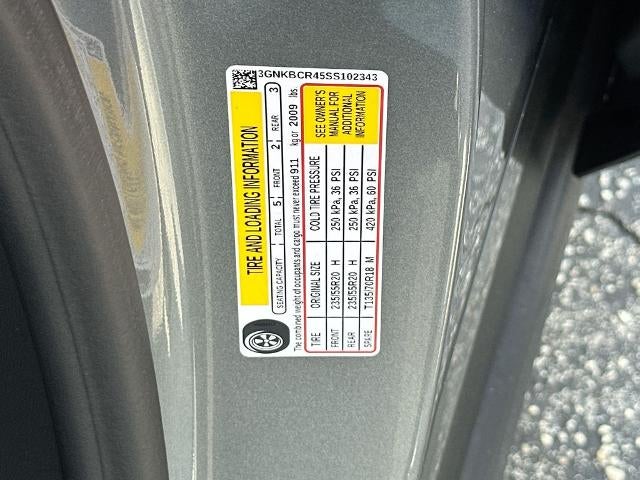 3GNKBCR45SS102343
TIRE AND LOADING INFORMATION
SEATING CAPACITY TOTAL 5 FRONT 2 REAR 3
The combined weight of occupants and cargo must never exceed 911 kg or 2009 lbs
TIRE ORIGINAL SIZE COLD TIRE PRESSURE
FRONT 235/55R20 H 250 kPa, 36 PSI
REAR 235/55R20 H 250 kPa, 36 PSI
SPARE T135/70R18 M 420 kPa, 60 PSI
SEE OWNER'S
MANUAL FOR
ADDITIONAL
INFORMATION